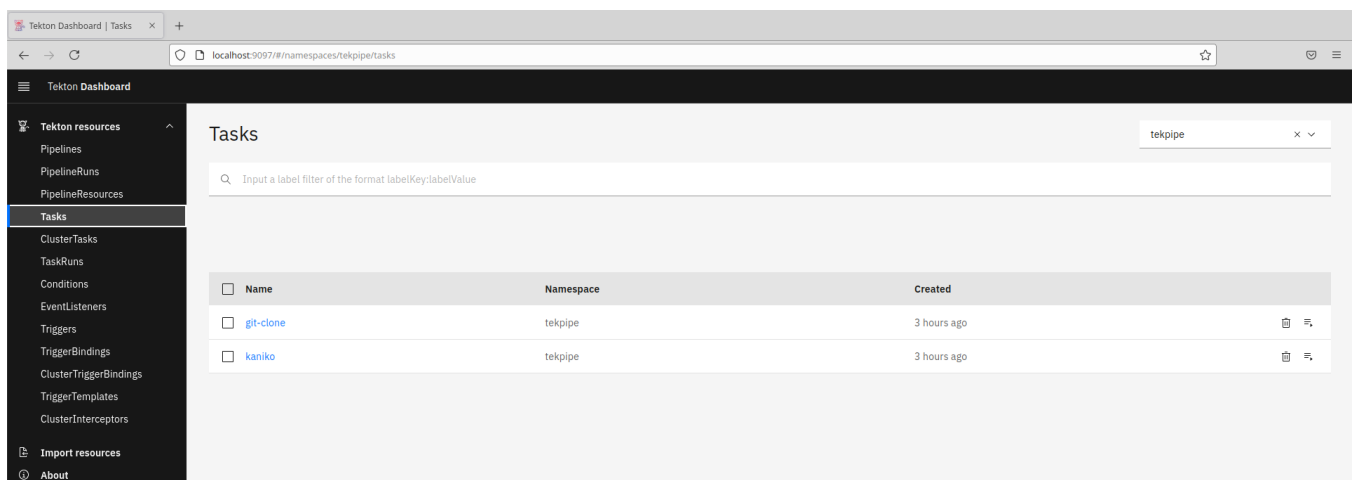 Tekton Dashboard | Tasks
localhost:9097/#/namespaces/tekpipe/tasks
Tekton Dashboard
Tekton resources
Pipelines
PipelineRuns
PipelineResources
Tasks
ClusterTasks
TaskRuns
Conditions
EventListeners
Triggers
TriggerBindings
ClusterTriggerBindings
TriggerTemplates
ClusterInterceptors
Import resources
About
Tasks
tekpipe
Input a label filter of the format labelKey:labelValue
Name Namespace Created
git-clone tekpipe 3 hours ago
kaniko tekpipe 3 hours ago